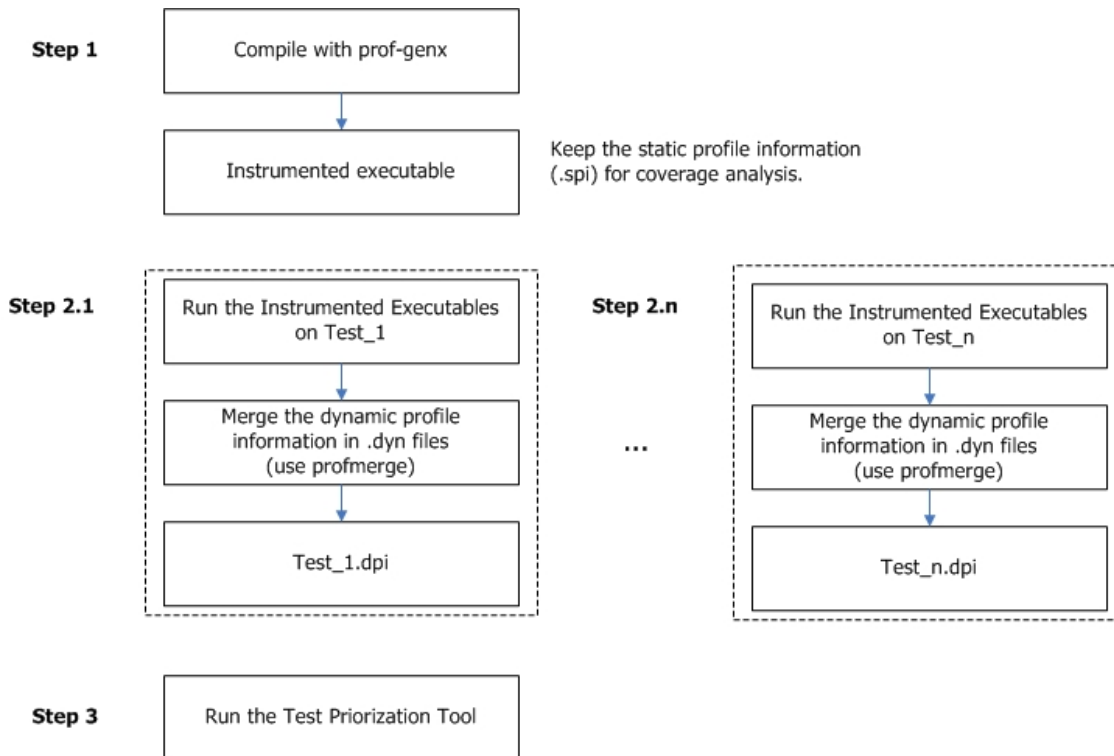 Step 1
Compile with prof-genx
Instrumented executable
Keep the static profile information
(.spi) for coverage analysis.
Step 2.1
Run the Instrumented Executables
on Test_1
Merge the dynamic profile
information in .dyn files
(use profmerge)
Test_1.dpi
...
Step 2.n
Run the Instrumented Executables
on Test_n
Merge the dynamic profile
information in .dyn files
(use profmerge)
Test_n.dpi
Step 3
Run the Test Priorization Tool